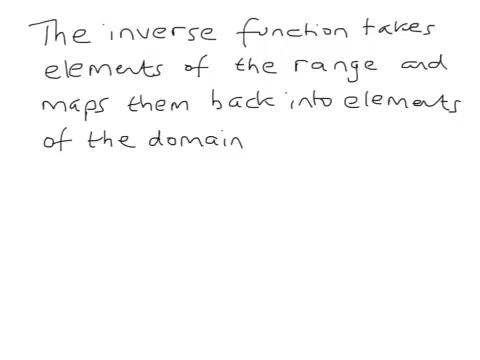 The inverse function takes
elements of the range and
maps them back into elements
of the domain